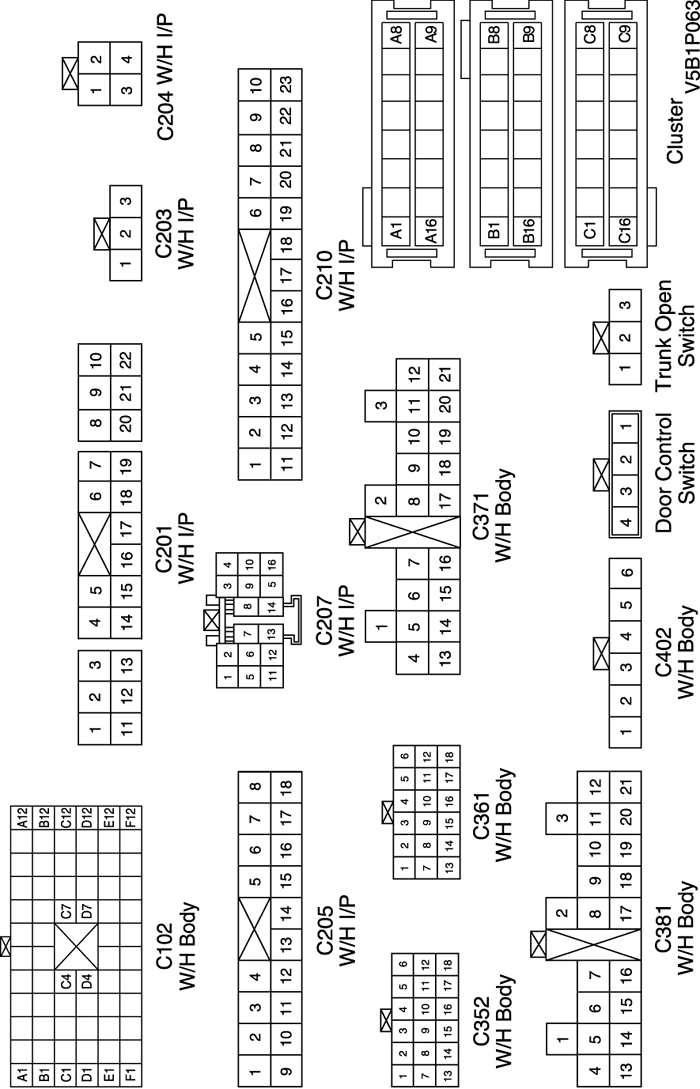 A1 A12
B1 B12
C1 C4 C7 C12
D1 D4 D7 D12
E1 E12
F1 F12
C102
W/H Body
1 2 3 4 5 6 7 8 9 10
11 12 13 14 15 16 17 18 19 20 21 22
C201
W/H I/P
1 2 3
C203
W/H I/P
1 2
3 4
C204 W/H I/P
1 2 3 4 5 6 7 8
9 10 11 12 13 14 15 16 17 18
C205
W/H I/P
1 2 3 4
5 6 7 8 9 10
11 12 13 14 5 16
C207
W/H I/P
1 2 3 4 5 6 7 8 9 10
11 12 13 14 15 16 17 18 19 20 21 22 23
C210
W/H I/P
1 2 3 4 5 6
7 8 9 10 11 12
13 14 15 16 17 18
C352
W/H Body
1 2 3 4 5 6
7 8 9 10 11 12
13 14 15 16 17 18
C361
W/H Body
1 2 3
4 5 6 7 8 9 10 11 12
13 14 15 16 17 18 19 20 21
C371
W/H Body
A1 A8
A16 A9
B1 B8
B16 B9
C1 C8
C16 C9
Cluster
1 2 3
4 5 6 7 8 9 10 11 12
13 14 15 16 17 18 19 20 21
C381
W/H Body
1 2 3 4 5 6
C402
W/H Body
4 3 2 1
Door Control
Switch
1 2 3
Trunk Open
Switch
V5B1P063